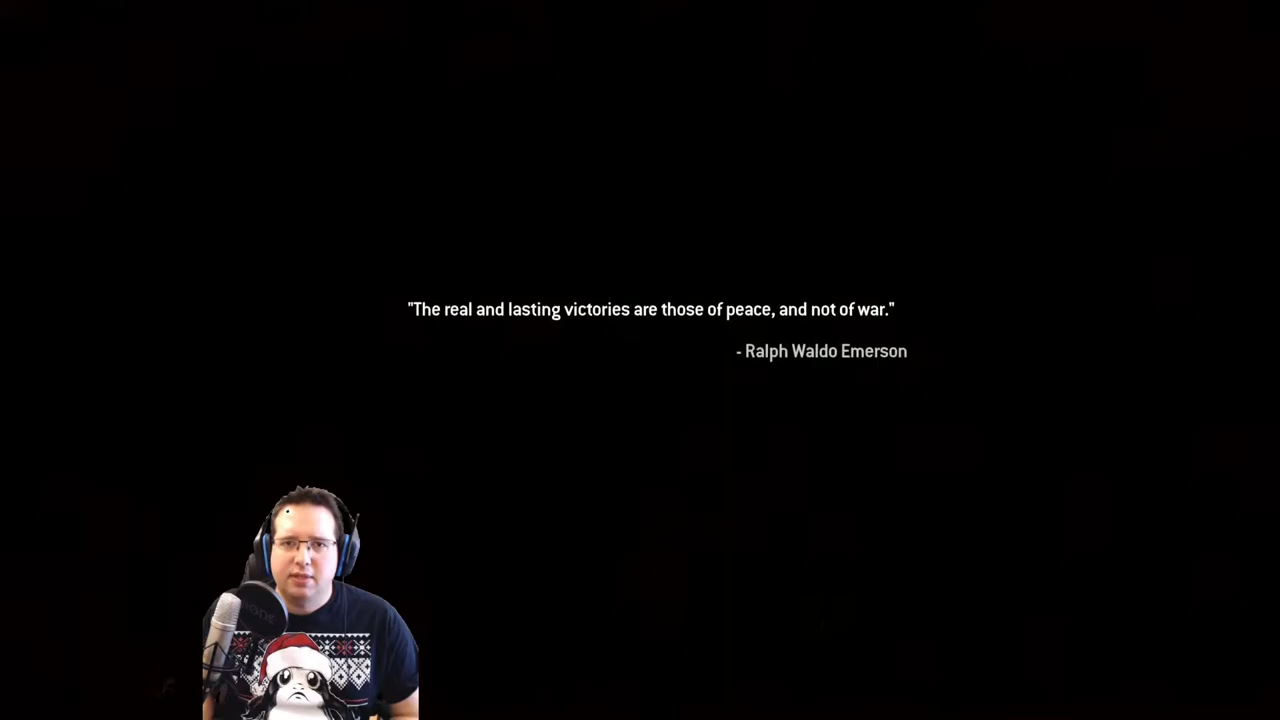 "The real and lasting victories are those of peace, and not of war."
- Ralph Waldo Emerson